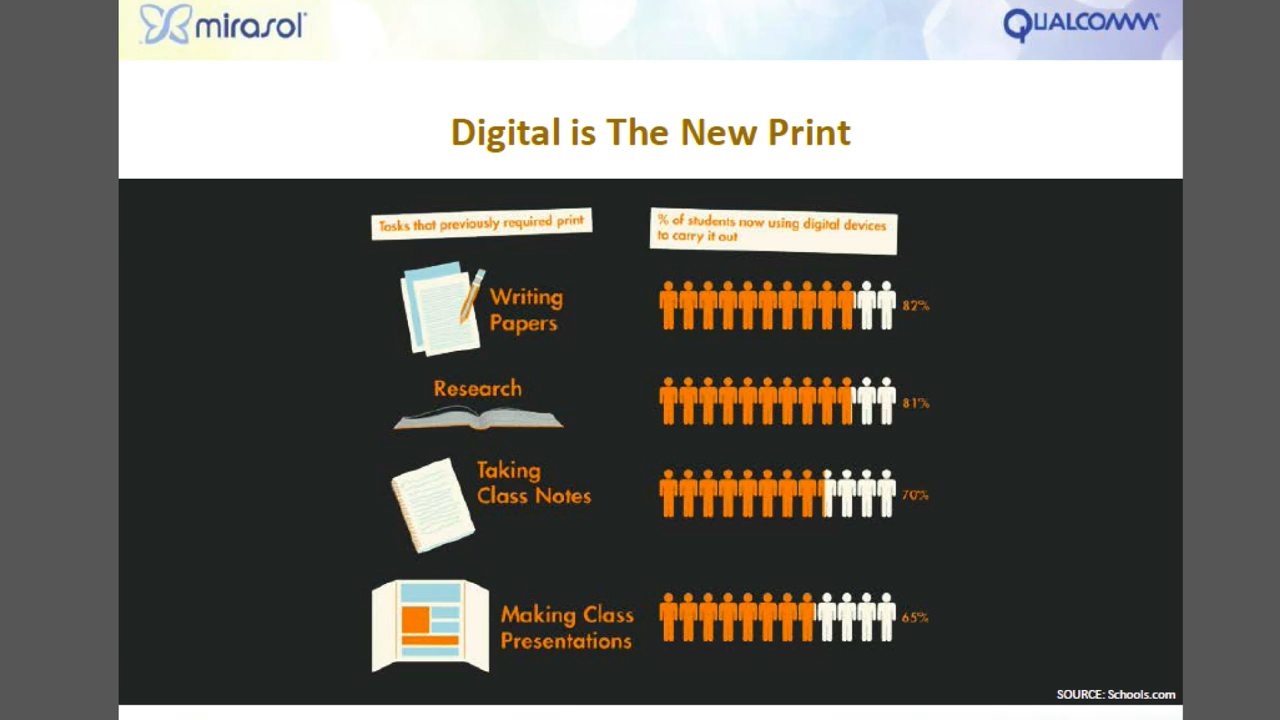 mirasol
QUALCOMM®
Digital is The New Print
Tasks that previously required print
% of students now using digital devices
to carry it out
Writing
Papers
82%
Research
81%
Taking
Class Notes
70%
Making Class
Presentations
65%
SOURCE: Schools.com